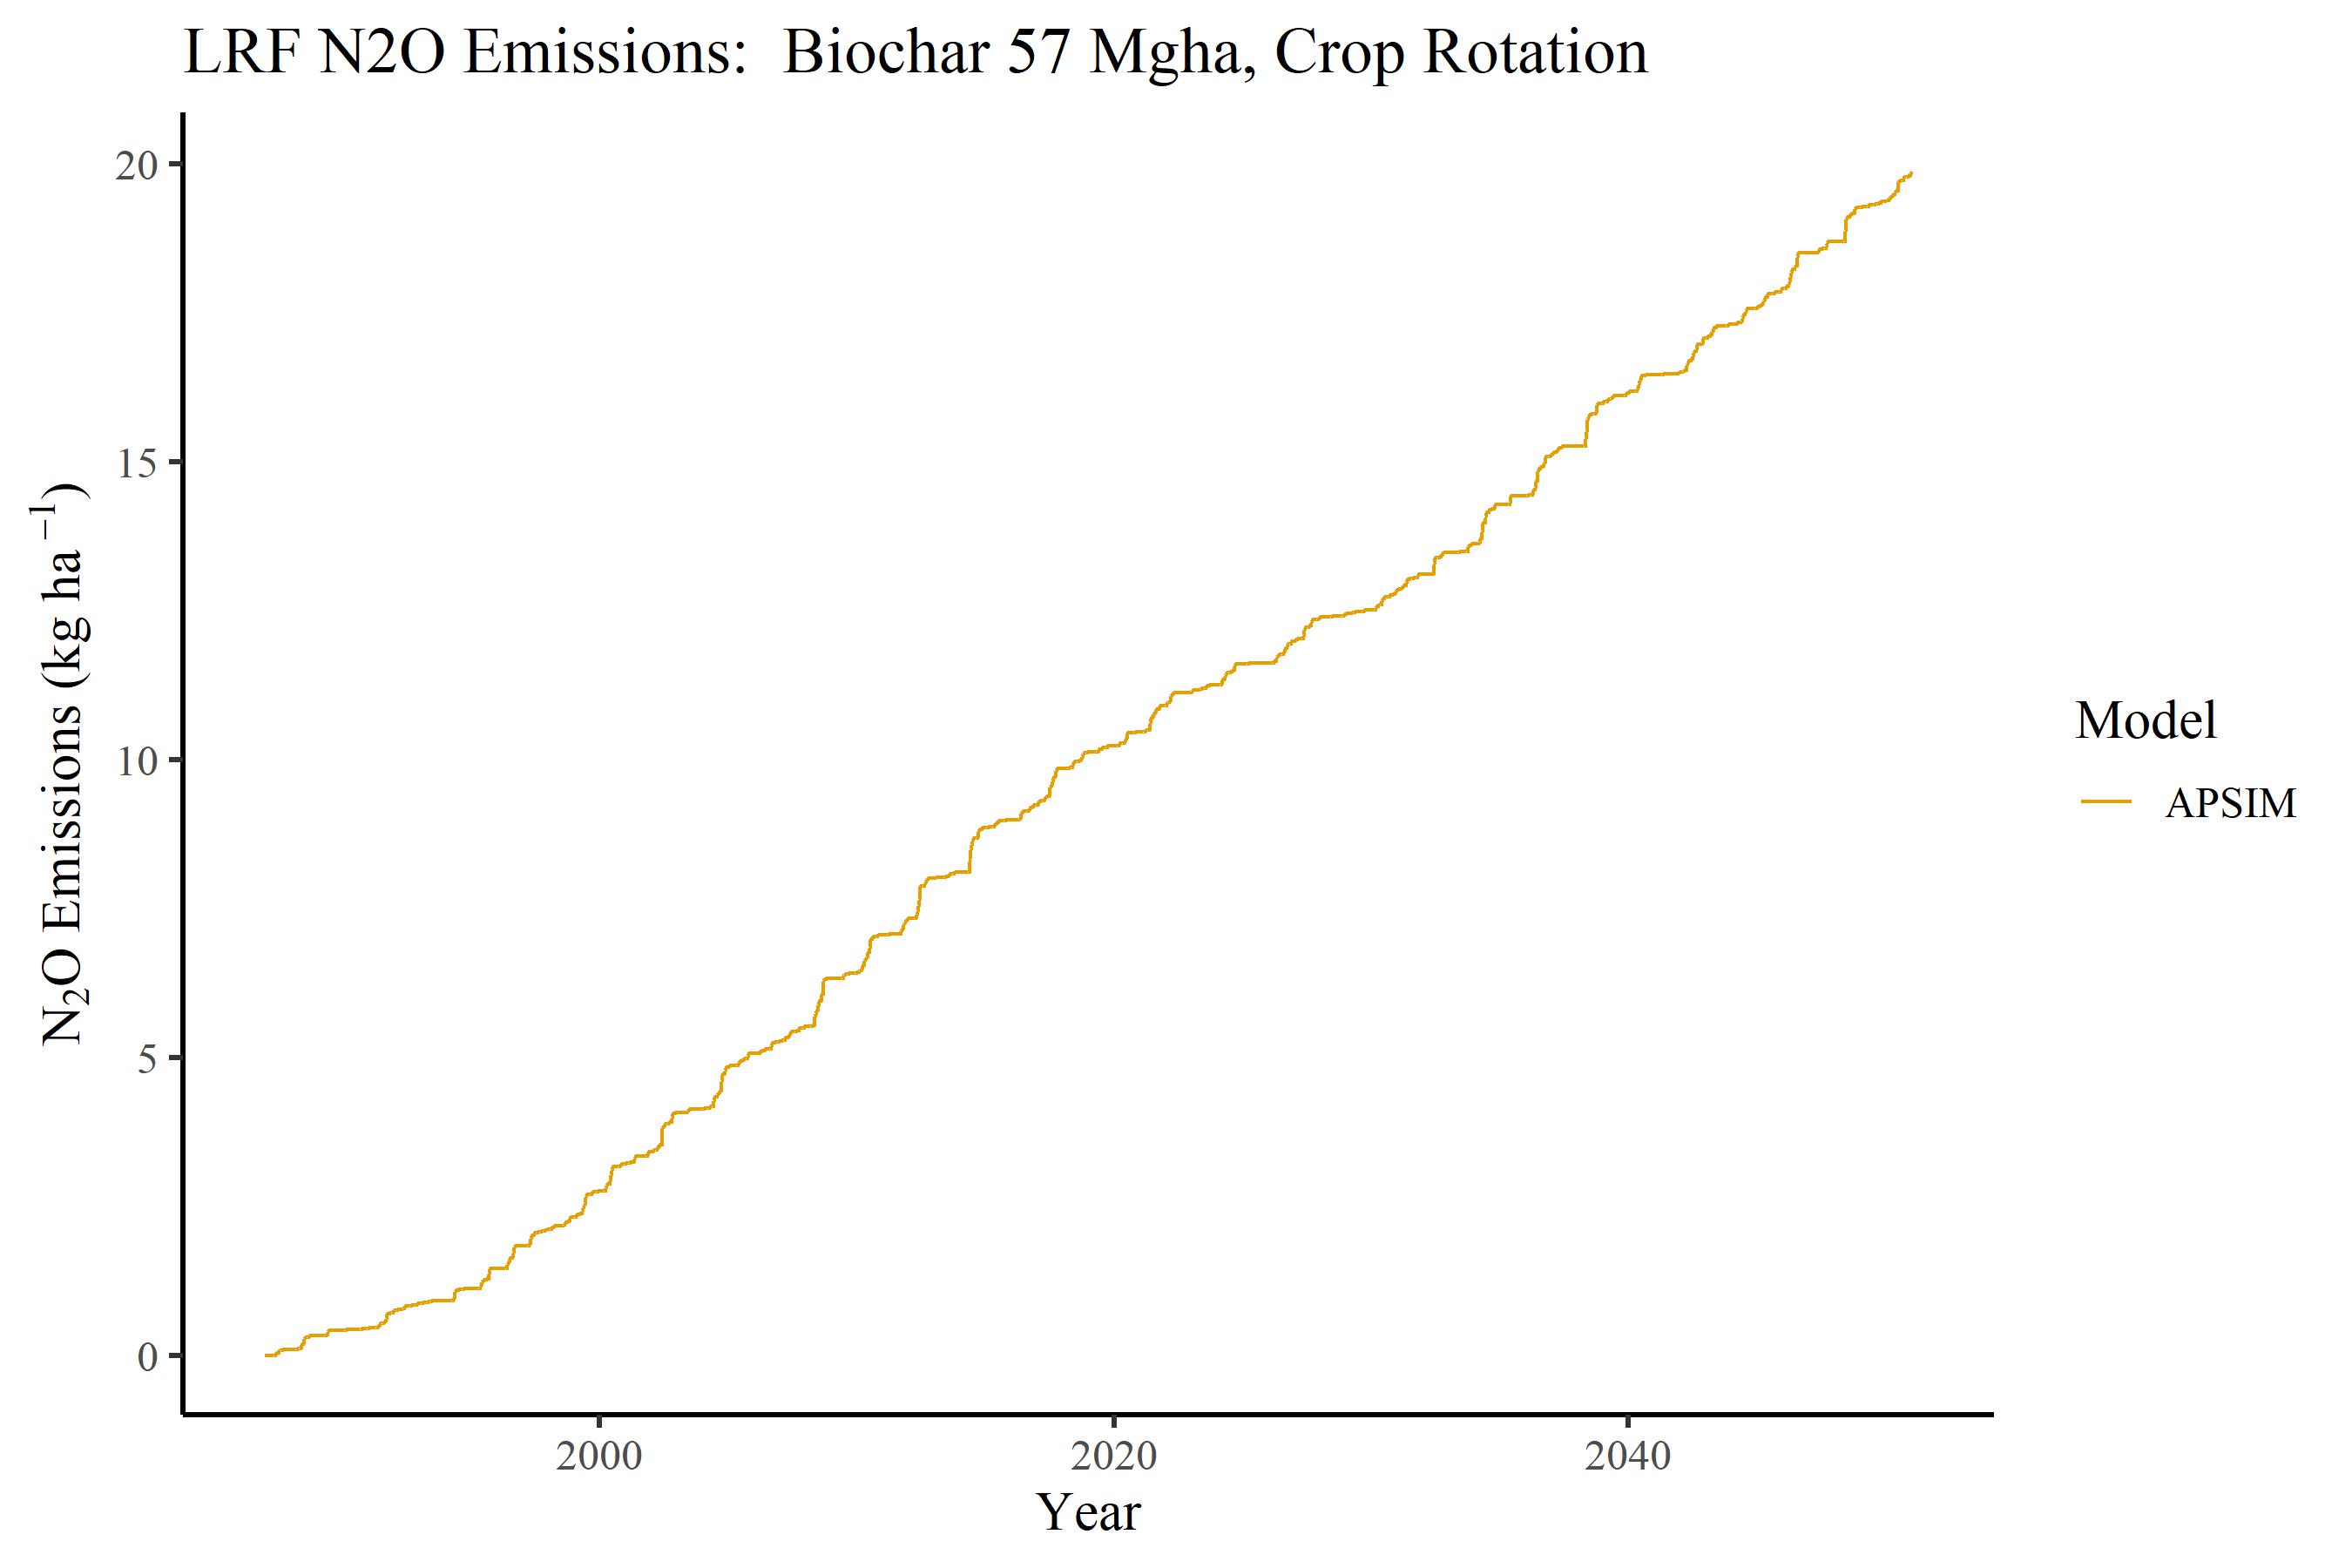 LRF N2O Emissions:  Biochar 57 Mgha, Crop Rotation
N₂O Emissions (kg ha⁻¹)
20
15
10
5
0
2000
2020
2040
Year
Model
APSIM